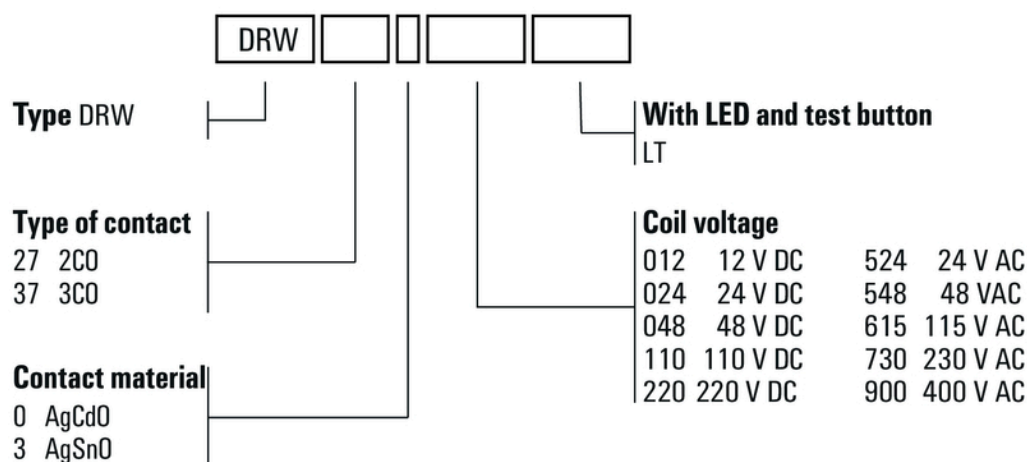 DRW
Type DRW
With LED and test button
LT
Type of contact
27 2CO
37 3CO
Coil voltage
012 12 V DC 524 24 V AC
024 24 V DC 548 48 VAC
048 48 V DC 615 115 V AC
110 110 V DC 730 230 V AC
220 220 V DC 900 400 V AC
Contact material
0 AgCdO
3 AgSnO